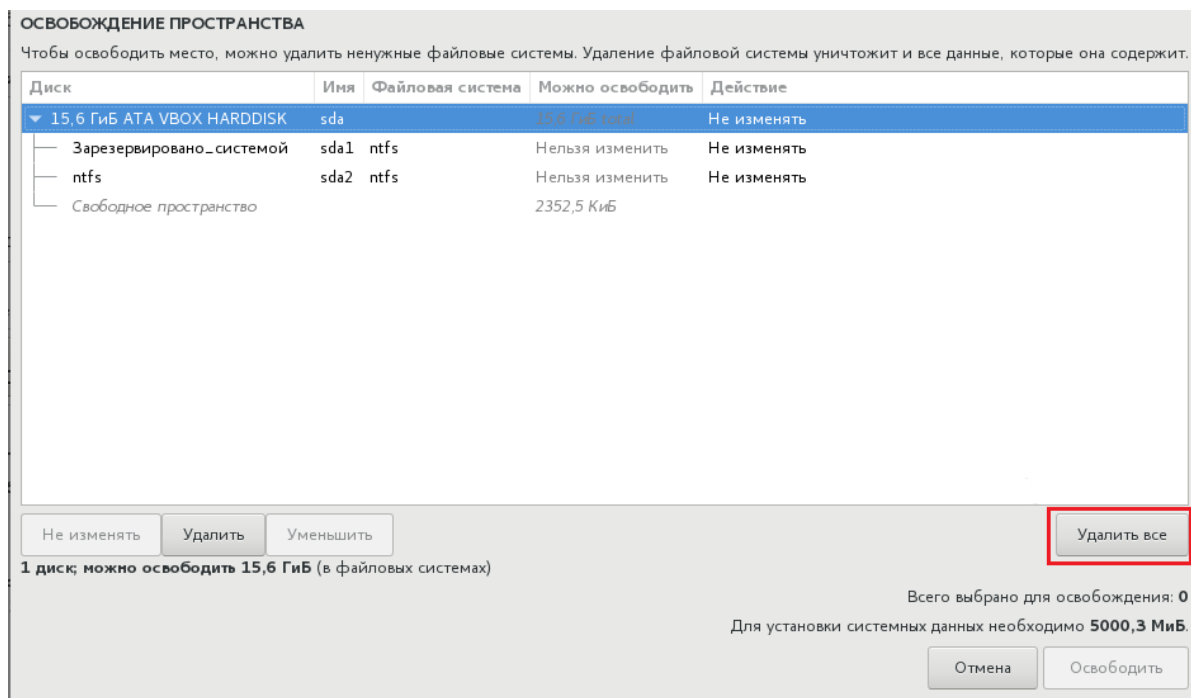 ОСВОБОЖДЕНИЕ ПРОСТРАНСТВА
Чтобы освободить место, можно удалить ненужные файловые системы. Удаление файловой системы уничтожит и все данные, которые она содержит.
Диск Имя Файловая система Можно освободить Действие
15,6 ГиБ ATA VBOX HARDDISK sda 15,6 ГиБ total Не изменять
Зарезервировано_системой sda1 ntfs Нельзя изменить Не изменять
ntfs sda2 ntfs Нельзя изменить Не изменять
Свободное пространство 2352,5 КиБ
Не изменять Удалить Уменьшить Удалить все
1 диск; можно освободить 15,6 ГиБ (в файловых системах)
Всего выбрано для освобождения: 0
Для установки системных данных необходимо 5000,3 МиБ.
Отмена Освободить